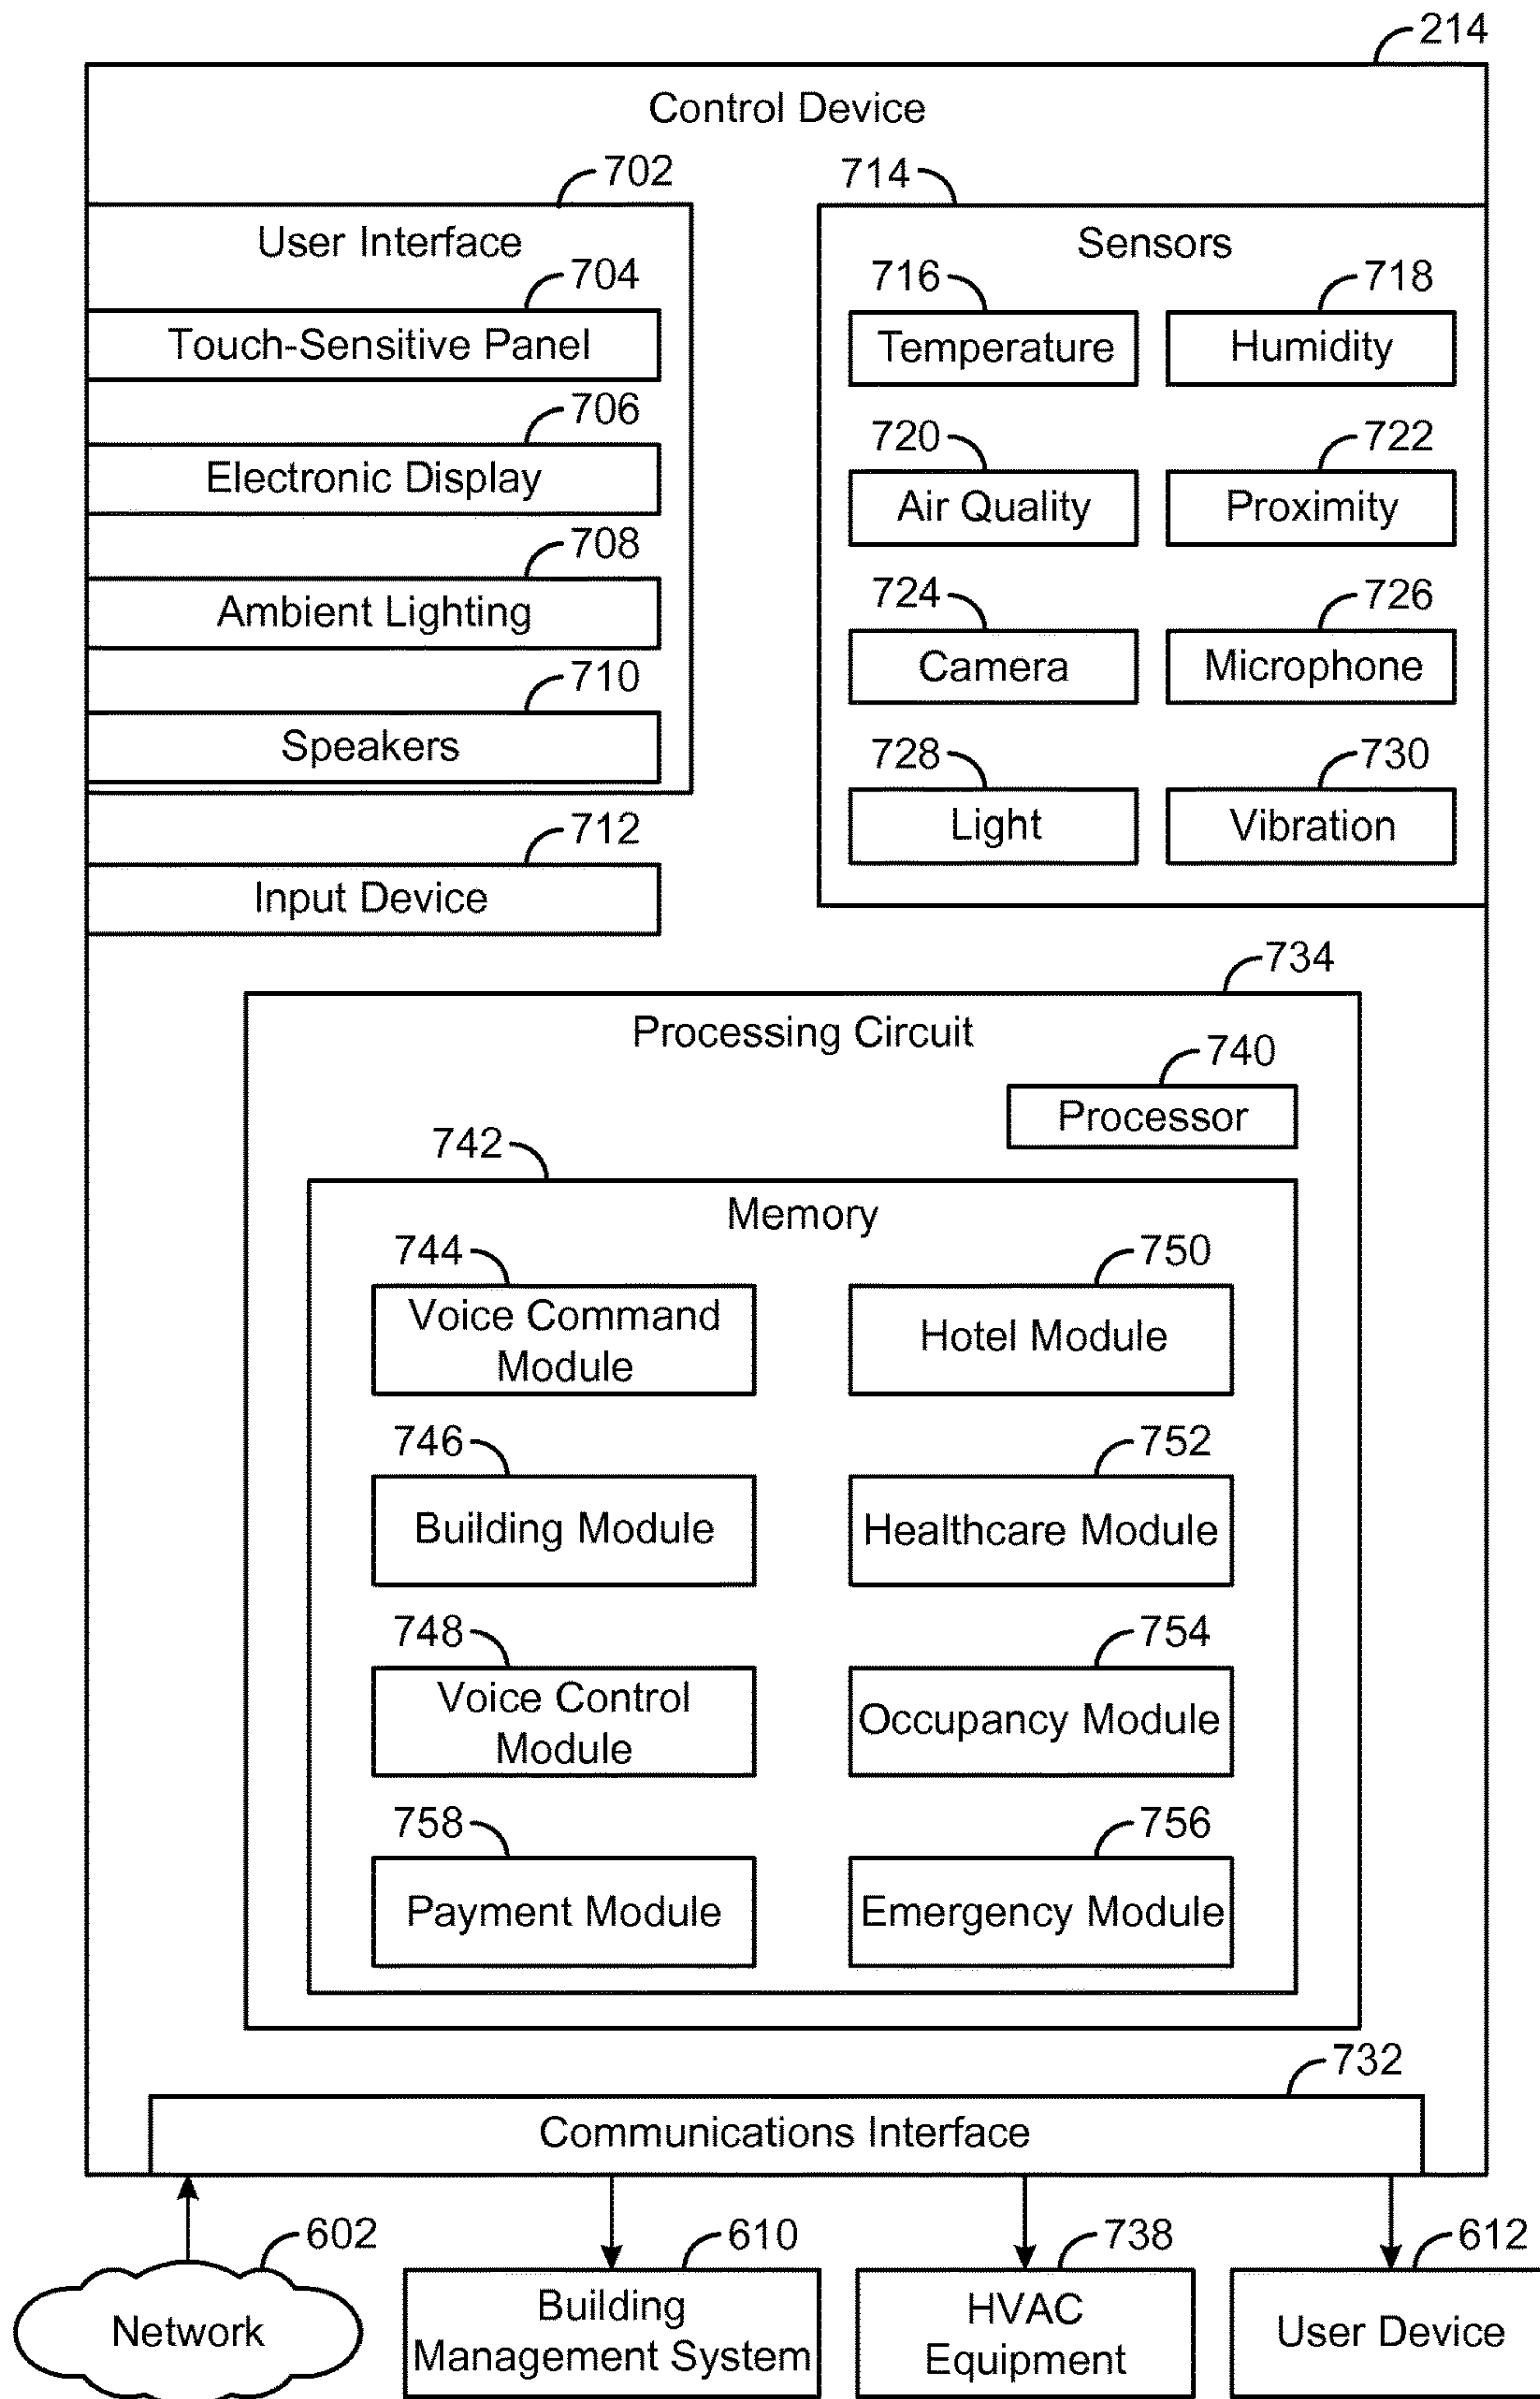 214
Control Device
702
User Interface
704
Touch-Sensitive Panel
706
Electronic Display
708
Ambient Lighting
710
Speakers
712
Input Device
714
Sensors
716
Temperature
718
Humidity
720
Air Quality
722
Proximity
724
Camera
726
Microphone
728
Light
730
Vibration
734
Processing Circuit
740
Processor
742
Memory
744
Voice Command
Module
750
Hotel Module
746
Building Module
752
Healthcare Module
748
Voice Control
Module
754
Occupancy Module
758
Payment Module
756
Emergency Module
732
Communications Interface
602
Network
610
Building
Management System
738
HVAC
Equipment
612
User Device